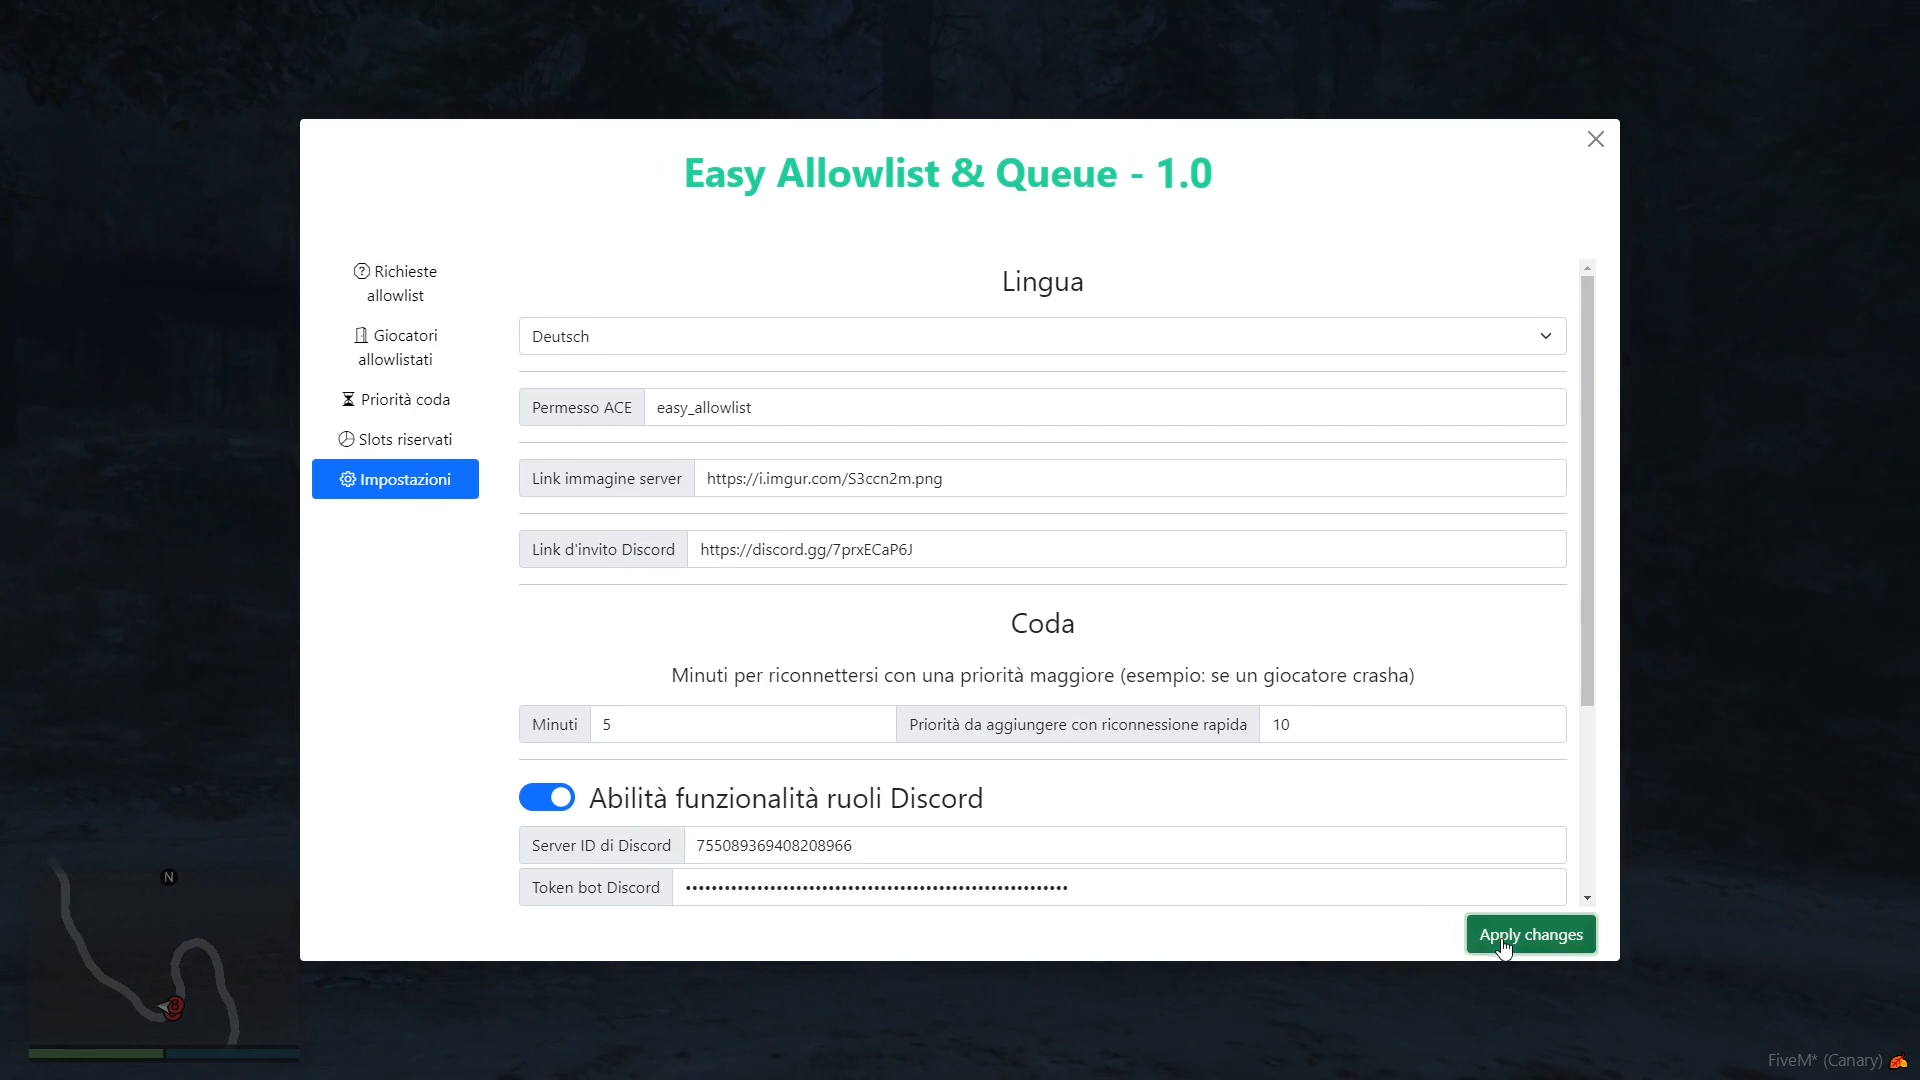 Easy Allowlist & Queue - 1.0
Richieste
allowlist
Giocatori
allowlistati
Priorità coda
Slots riservati
Impostazioni
Lingua
Deutsch
Permesso ACE easy_allowlist
Link immagine server https://i.imgur.com/S3ccn2m.png
Link d'invito Discord https://discord.gg/7prxECaP6J
Coda
Minuti per riconnettersi con una priorità maggiore (esempio: se un giocatore crasha)
Minuti 5 Priorità da aggiungere con riconnessione rapida 10
Abilità funzionalità ruoli Discord
Server ID di Discord 755089369408208966
Token bot Discord
Apply changes
N
8
FiveM* (Canary)